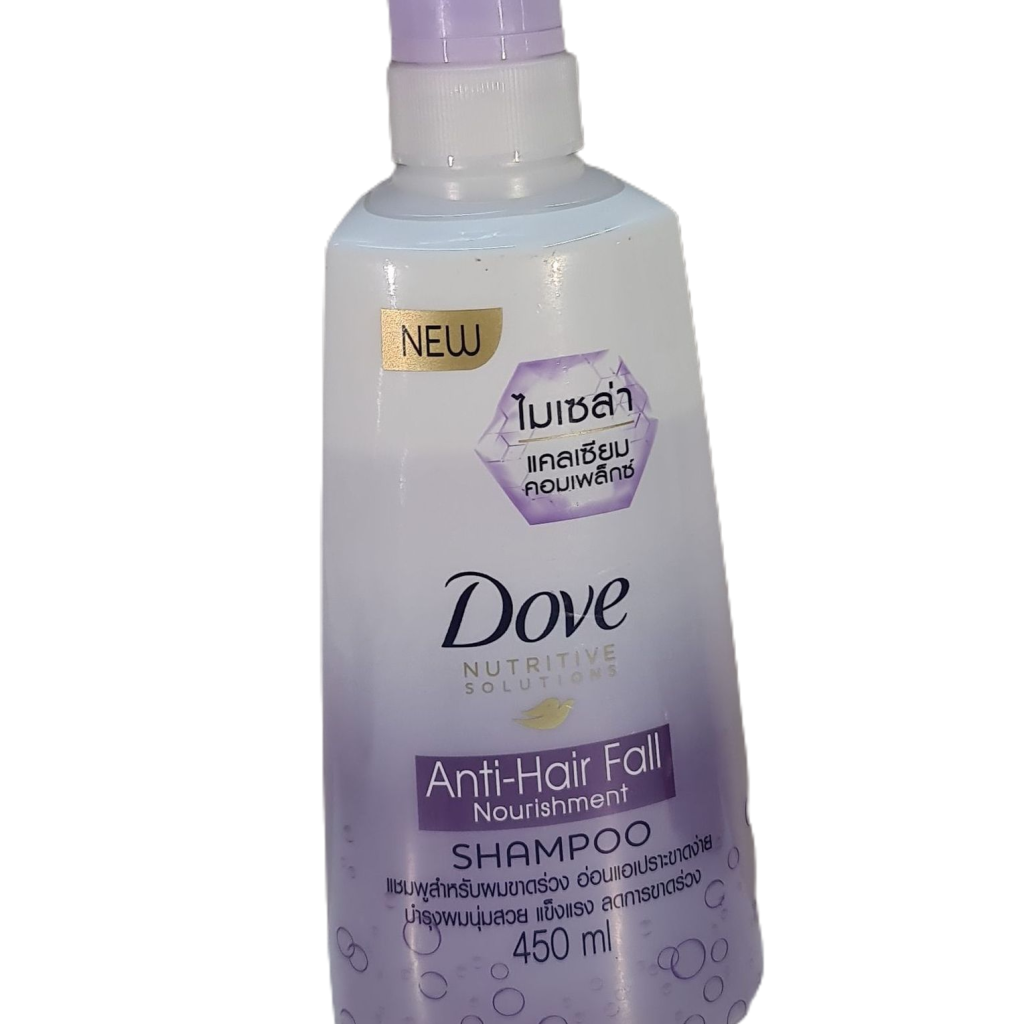 NEW
ไมเซล่า
แคลเซียม
คอมเพล็กซ์
Dove
NUTRITIVE
SOLUTIONS
Anti-Hair Fall
Nourishment
SHAMPOO
แชมพูสำหรับผมขาดร่วง อ่อนแอเปราะขาดง่าย
บำรุงผมนุ่มสวย แข็งแรง ลดการขาดร่วง
450 ml